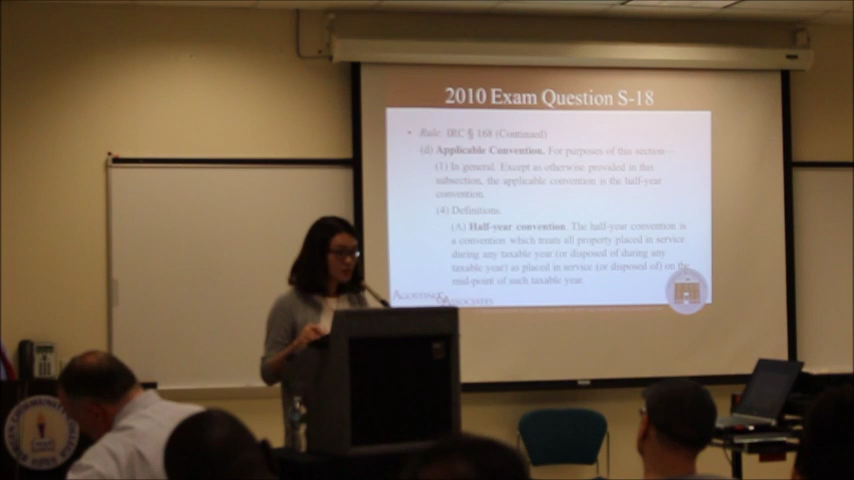 2010 Exam Question S-18
• Rule: IRC § 168 (Continued)
(d) Applicable Convention. For purposes of this section—
(1) In general. Except as otherwise provided in this
subsection, the applicable convention is the half-year
convention.
(4) Definitions.
(A) Half-year convention. The half-year convention is
a convention which treats all property placed in service
during any taxable year (or disposed of during any
taxable year) as placed in service (or disposed of) on the
mid-point of such taxable year.
AGOSTINO
& ASSOCIATES
COMMUNITY